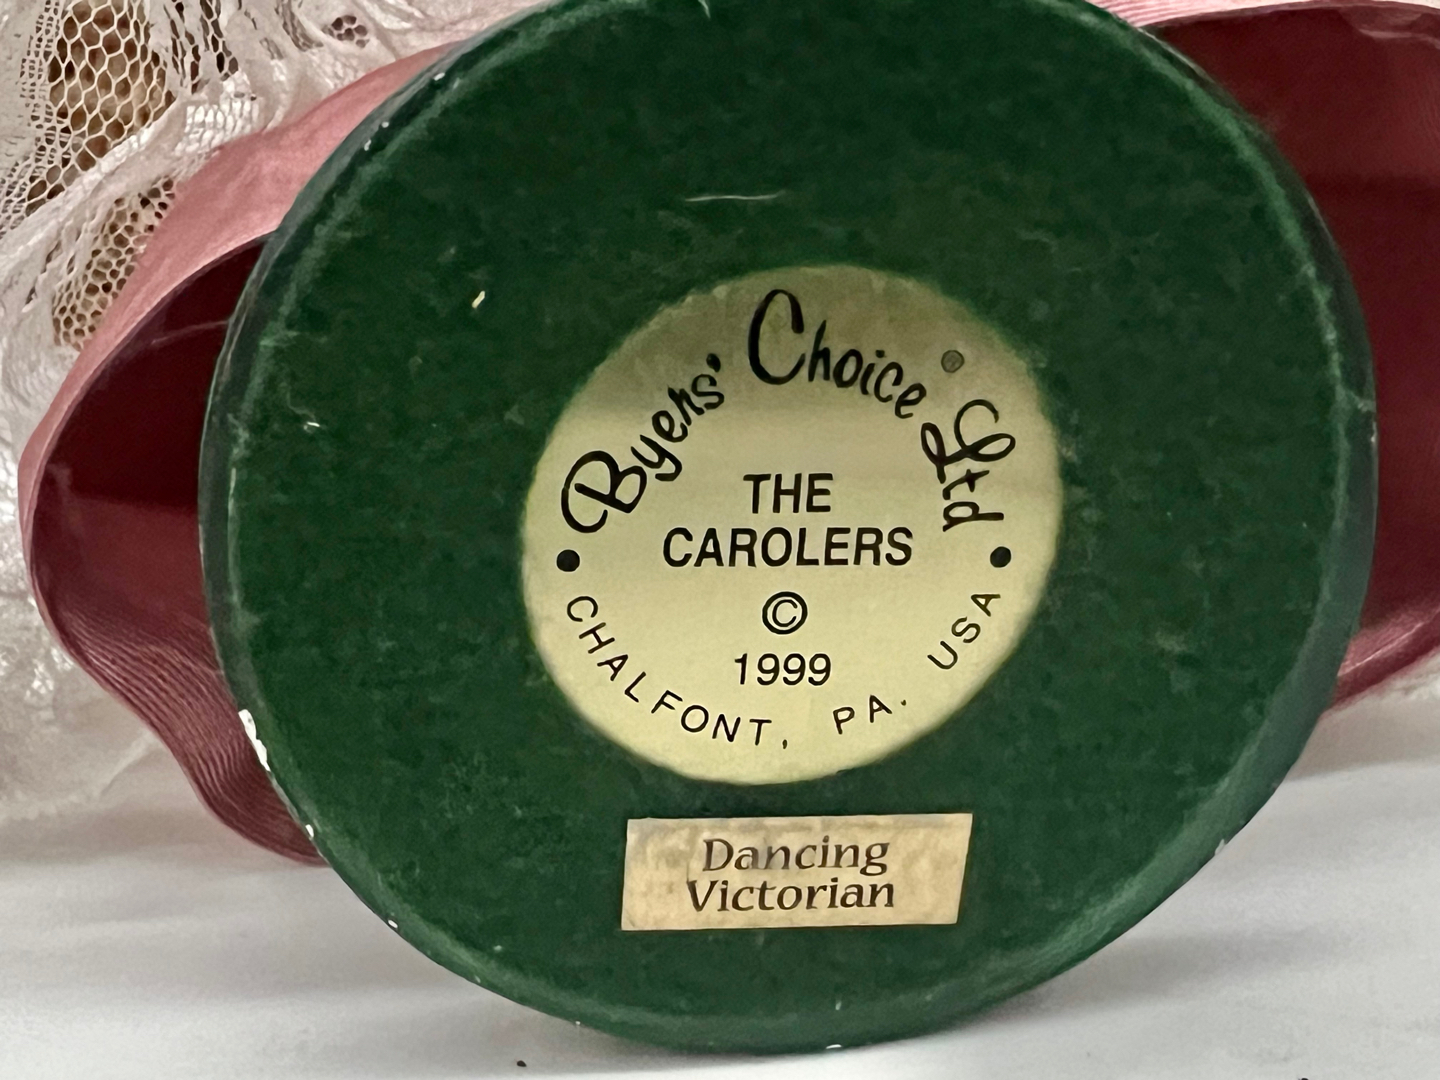 Byers' Choice® Ltd
THE
CAROLERS
©
1999
• CHALFONT, PA. USA •
Dancing
Victorian